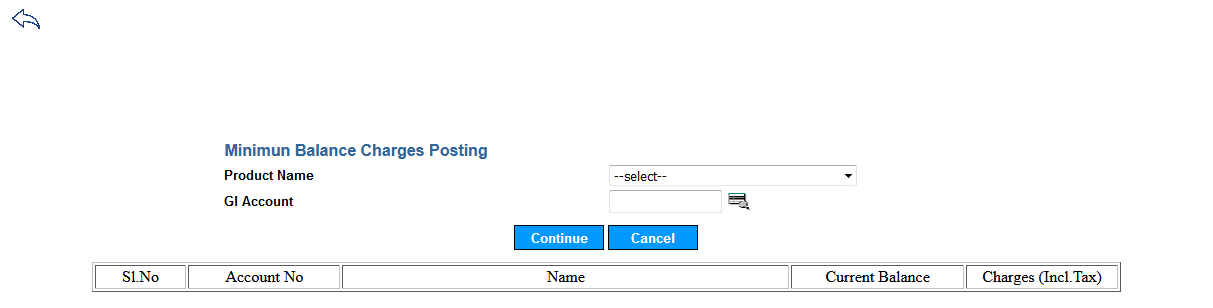 Minimun Balance Charges Posting
Product Name --select--
Gl Account
Continue Cancel
Sl.No Account No Name Current Balance Charges (Incl.Tax)